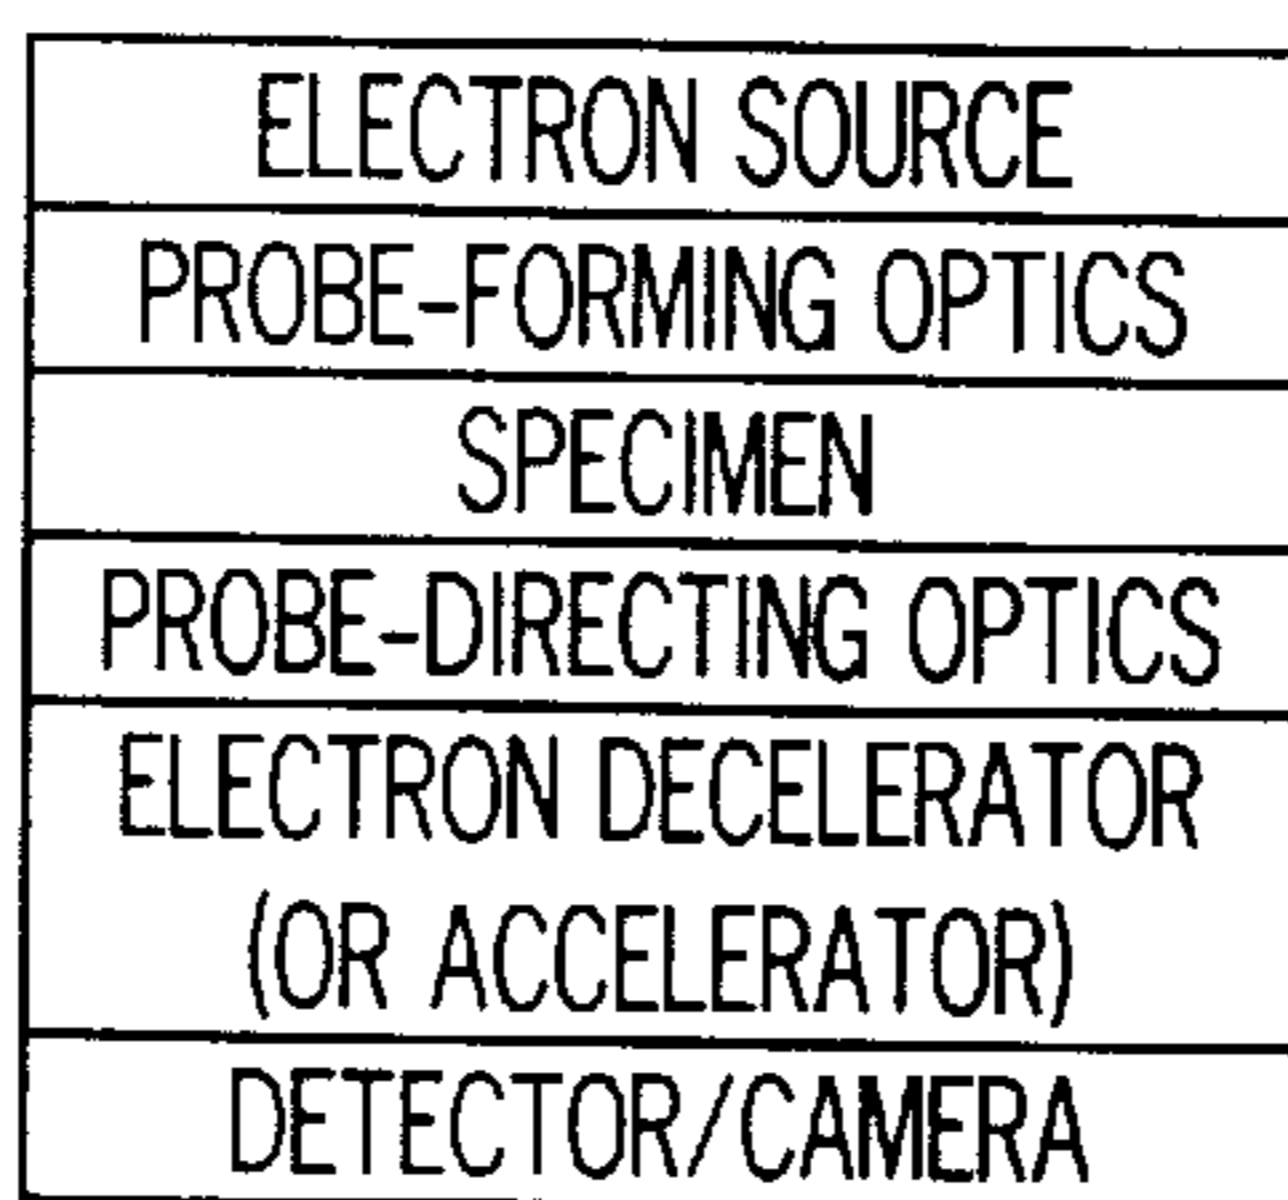 ELECTRON SOURCE
PROBE-FORMING OPTICS
SPECIMEN
PROBE-DIRECTING OPTICS
ELECTRON DECELERATOR
(OR ACCELERATOR)
DETECTOR/CAMERA